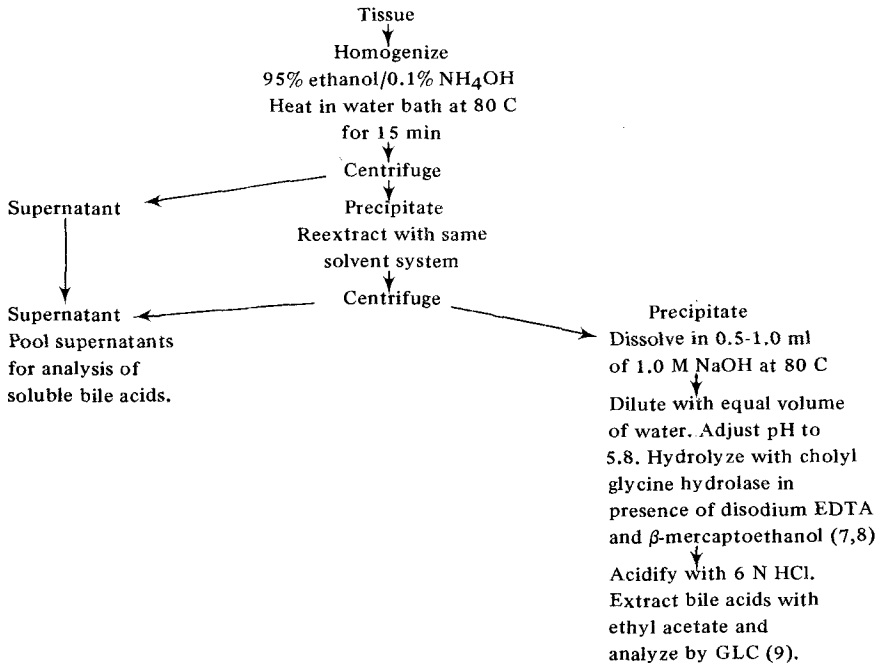 Tissue
Homogenize
95% ethanol/0.1% NH4OH
Heat in water bath at 80 C
for 15 min
Centrifuge
Supernatant
Precipitate
Reextract with same
solvent system
Centrifuge
Supernatant
Pool supernatants
for analysis of
soluble bile acids.
Precipitate
Dissolve in 0.5-1.0 ml
of 1.0 M NaOH at 80 C
Dilute with equal volume
of water. Adjust pH to
5.8. Hydrolyze with cholyl
glycine hydrolase in
presence of disodium EDTA
and β-mercaptoethanol (7,8)
Acidify with 6 N HCl.
Extract bile acids with
ethyl acetate and
analyze by GLC (9).